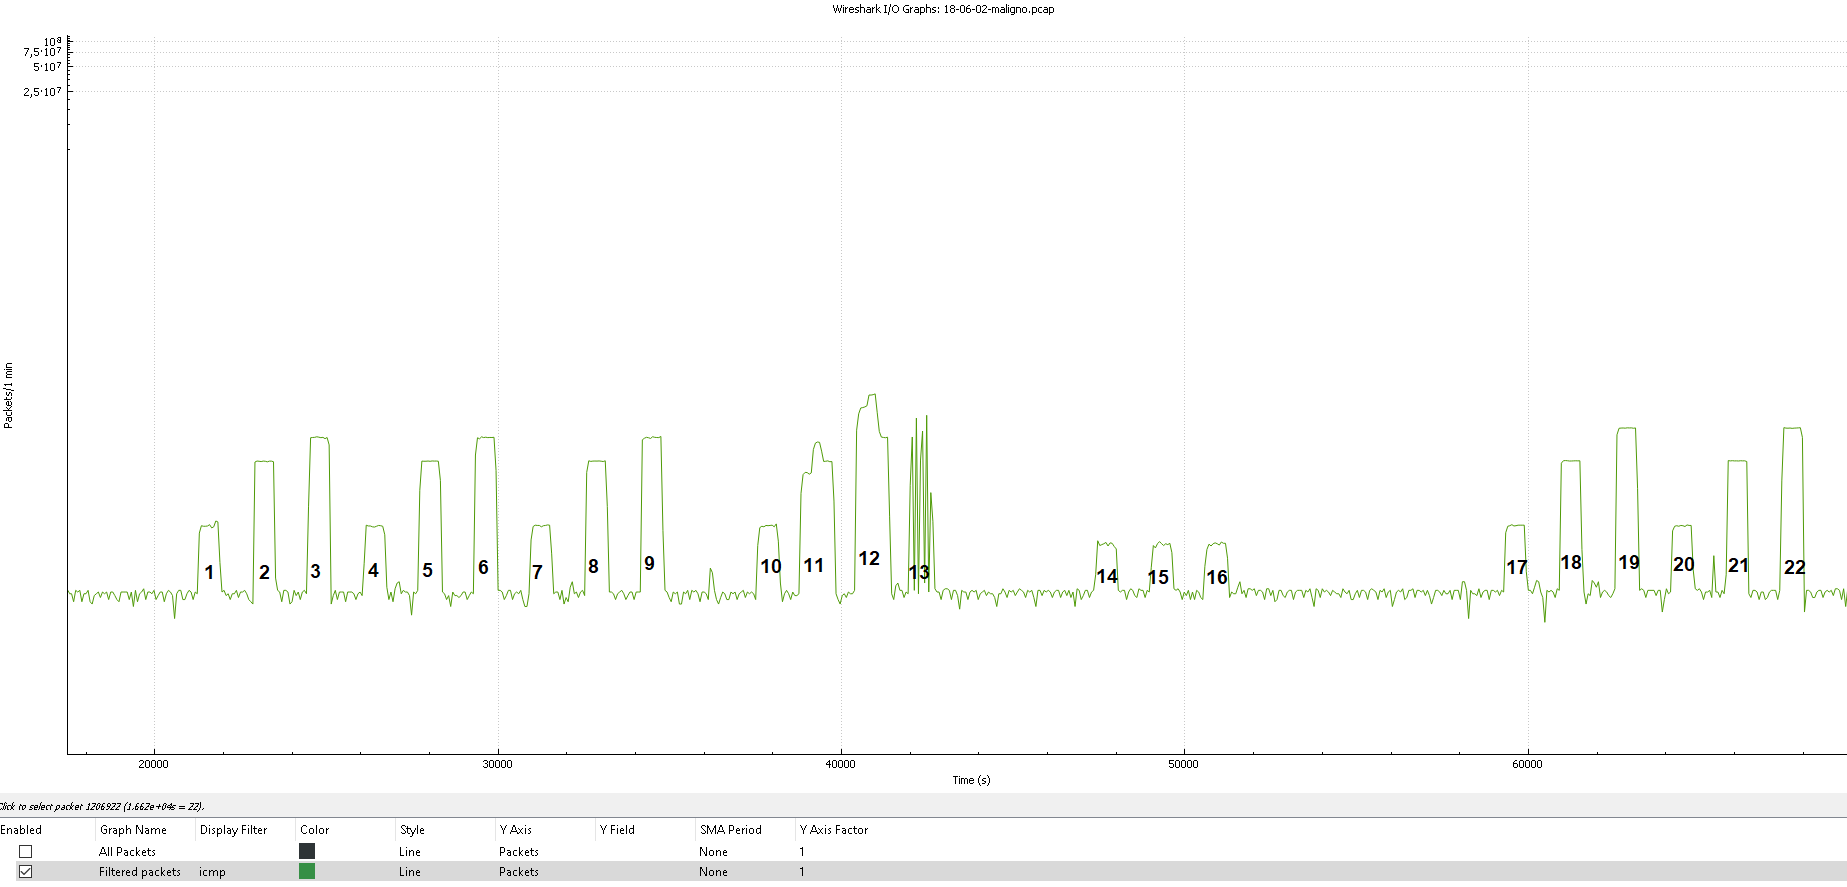 Wireshark I/O Graphs: 18-06-02-maligno.pcap
10⁸
7,5·10⁷
5·10⁷
2,5·10⁷
Packets/1 min
1 2 3 4 5 6 7 8 9 10 11 12 13 14 15 16 17 18 19 20 21 22
20000 30000 40000 50000 60000
Time (s)
Click to select packet 1206922 (1.662e+04s = 22).
Enabled Graph Name Display Filter Color Style Y Axis Y Field SMA Period Y Axis Factor
All Packets Line Packets None 1
Filtered packets icmp Line Packets None 1